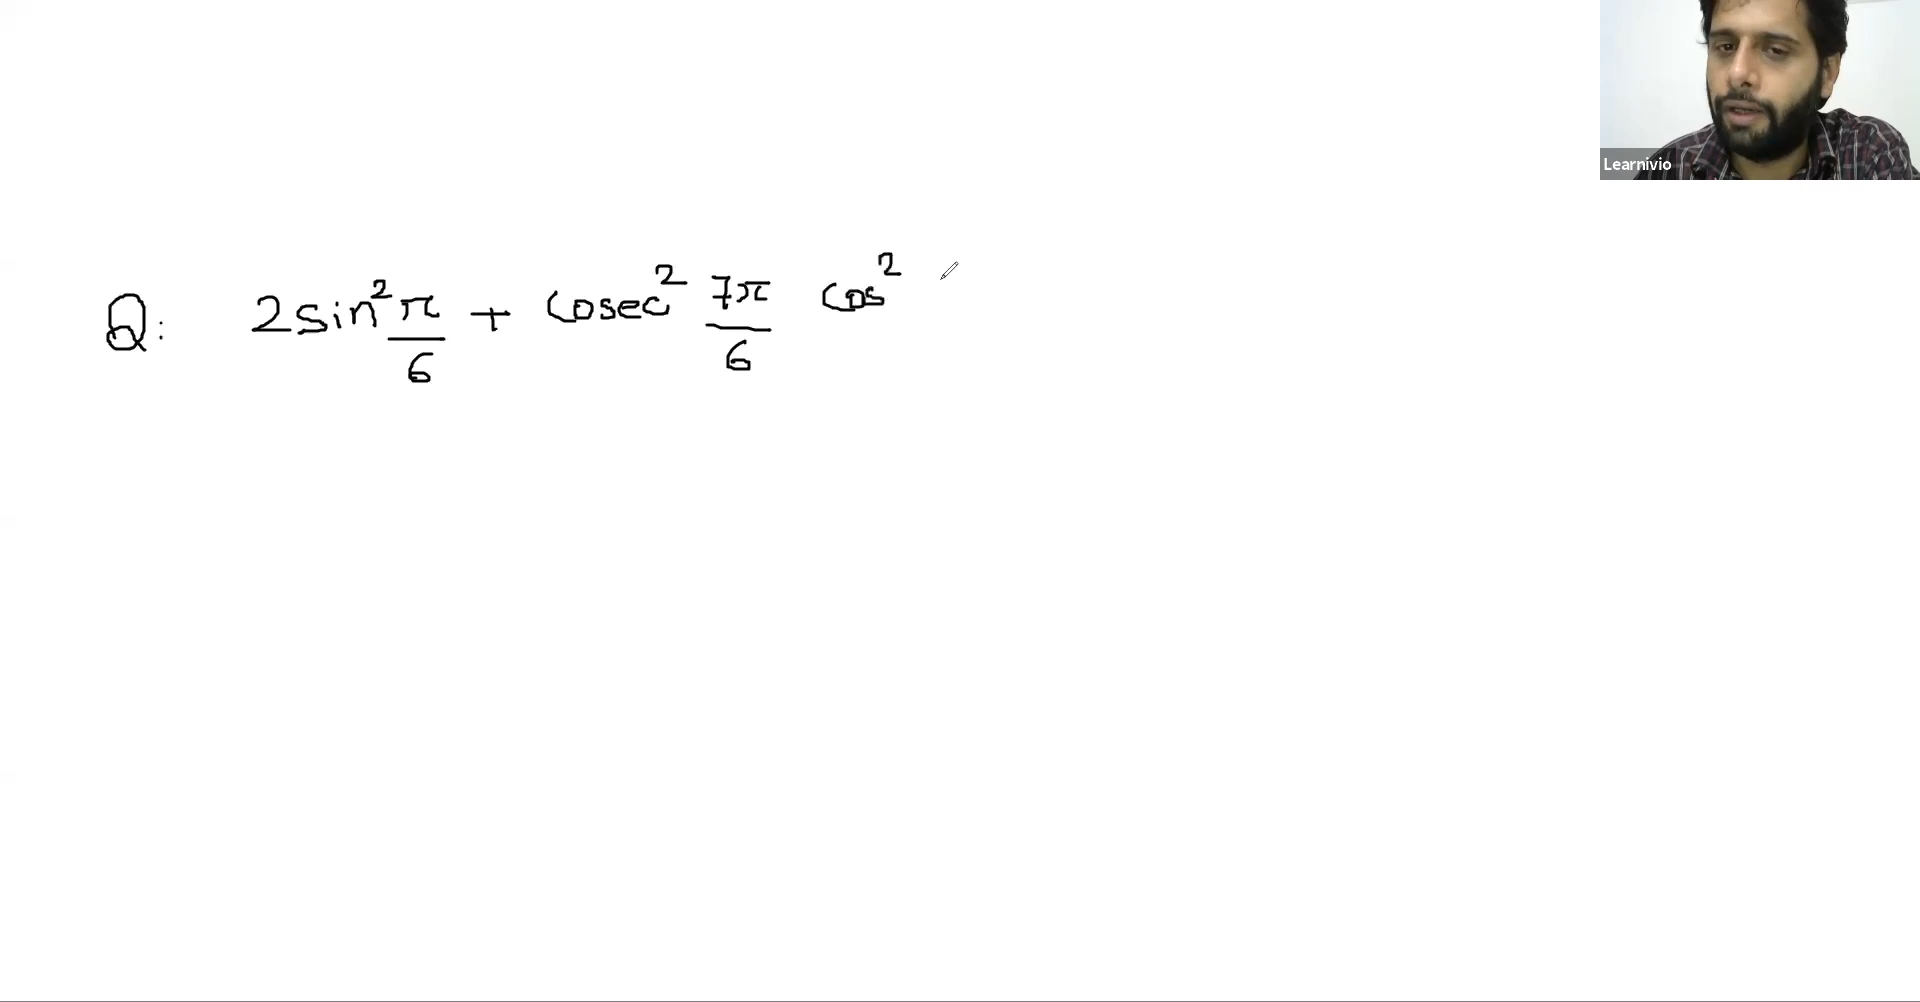 Learnivio
Q: 2sin²π/6 + cosec² 7π/6 cos²